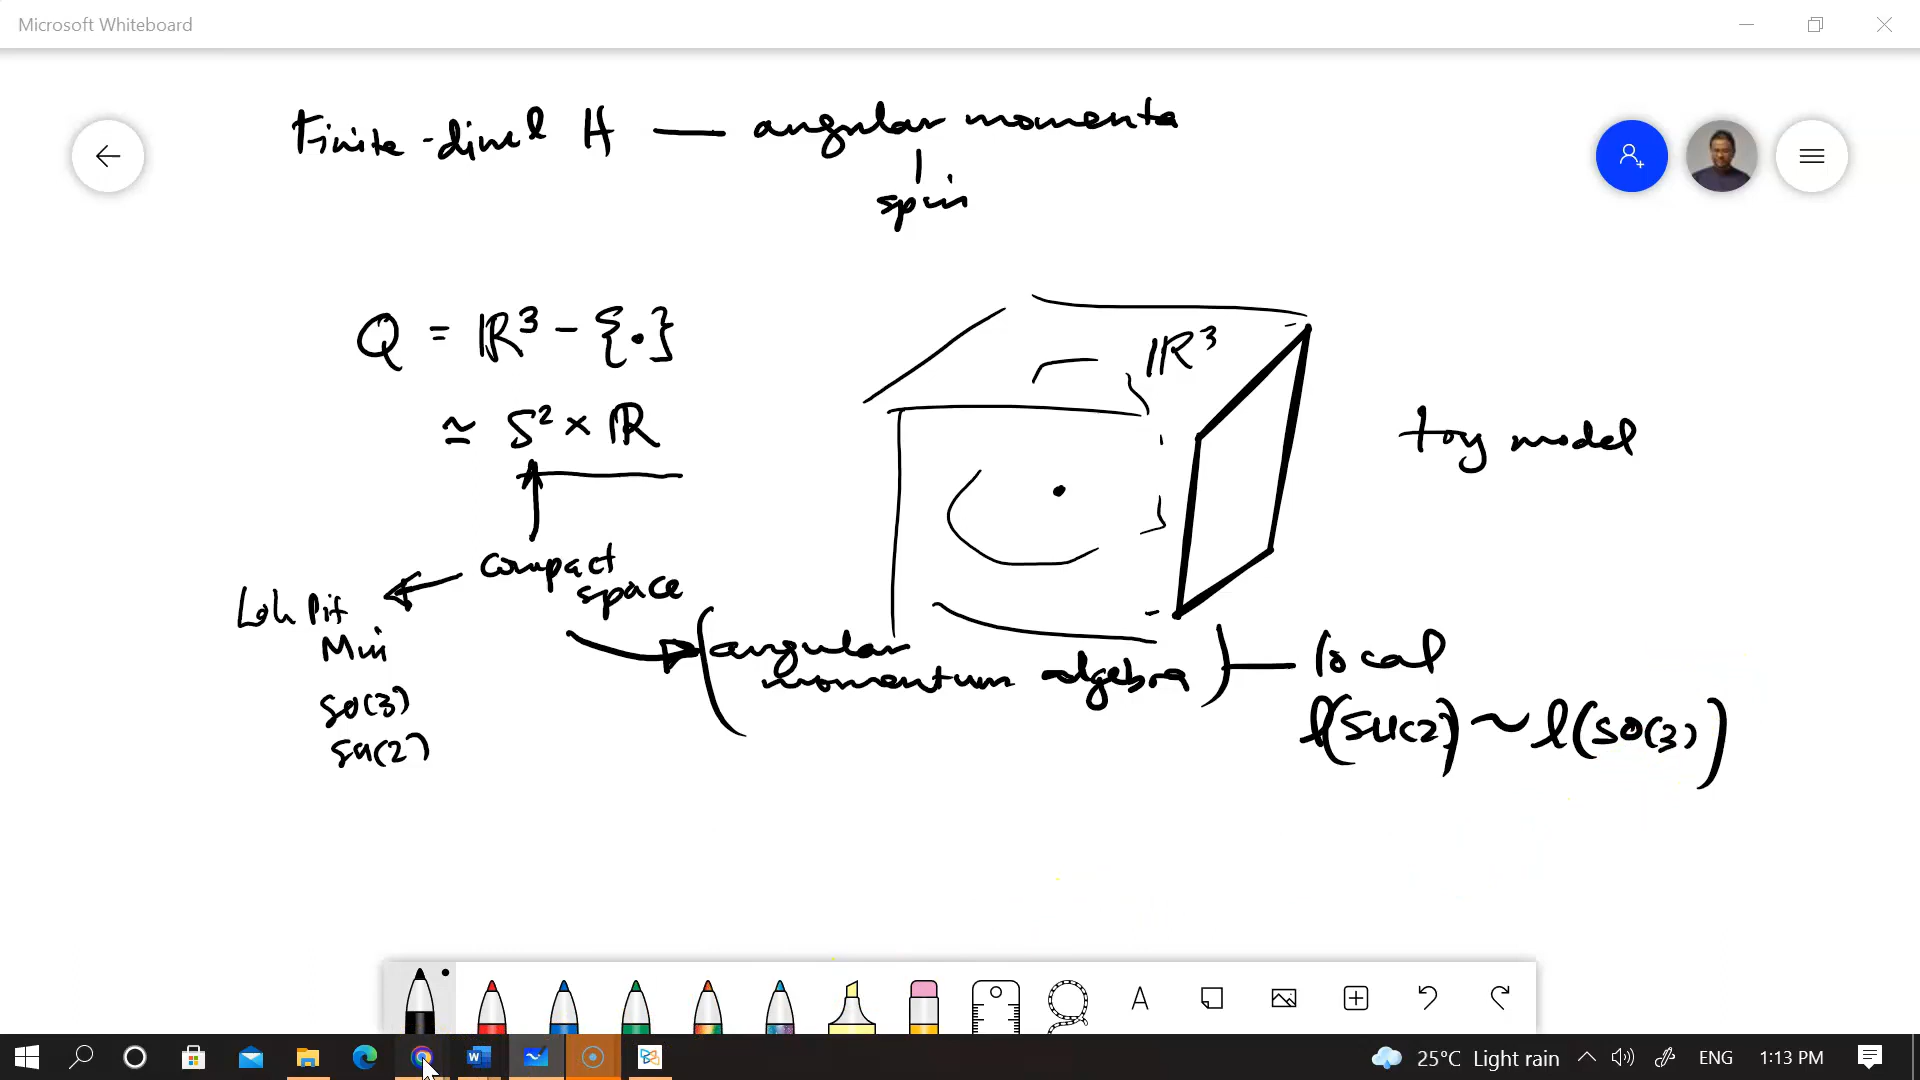 Microsoft Whiteboard
Finite-dim'l H — angular momenta
spin
Q = ℝ³ - {.}
≃ S² × ℝ
ℝ³
toy model
compact
space
Loh Pit
Min
so(3)
su(2)
(angular
momentum algebra) — local
l(SU(2)) ~ l(SO(3))
A
25°C Light rain
ENG
1:13 PM